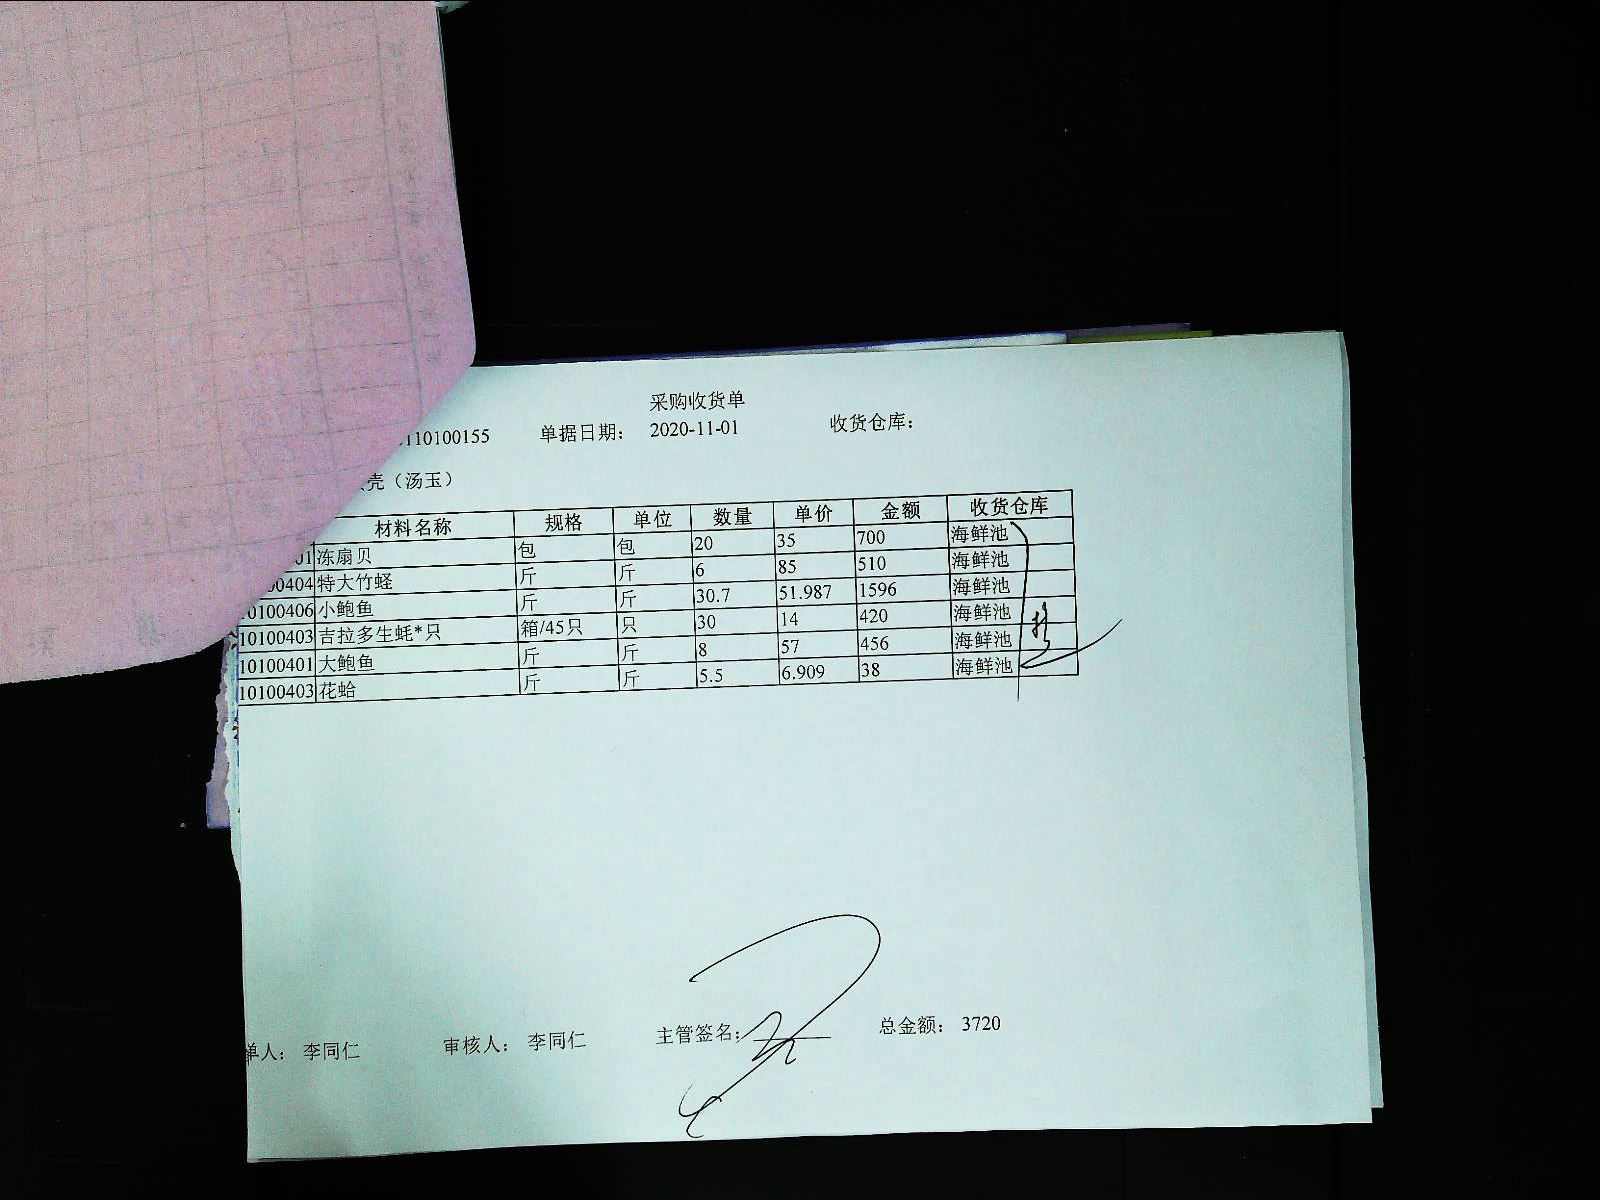 采购收货单
110100155 单据日期： 2020-11-01 收货仓库：
壳（汤玉）
材料名称 规格 单位 数量 单价 金额 收货仓库
01 冻扇贝 包 包 20 35 700 海鲜池
00404 特大竹蛏 斤 斤 6 85 510 海鲜池
10100406 小鲍鱼 斤 斤 30.7 51.987 1596 海鲜池
10100403 吉拉多生蚝*只 箱/45只 只 30 14 420 海鲜池
10100401 大鲍鱼 斤 斤 8 57 456 海鲜池
10100403 花蛤 斤 斤 5.5 6.909 38 海鲜池
单人： 李同仁 审核人： 李同仁 主管签名： 总金额： 3720